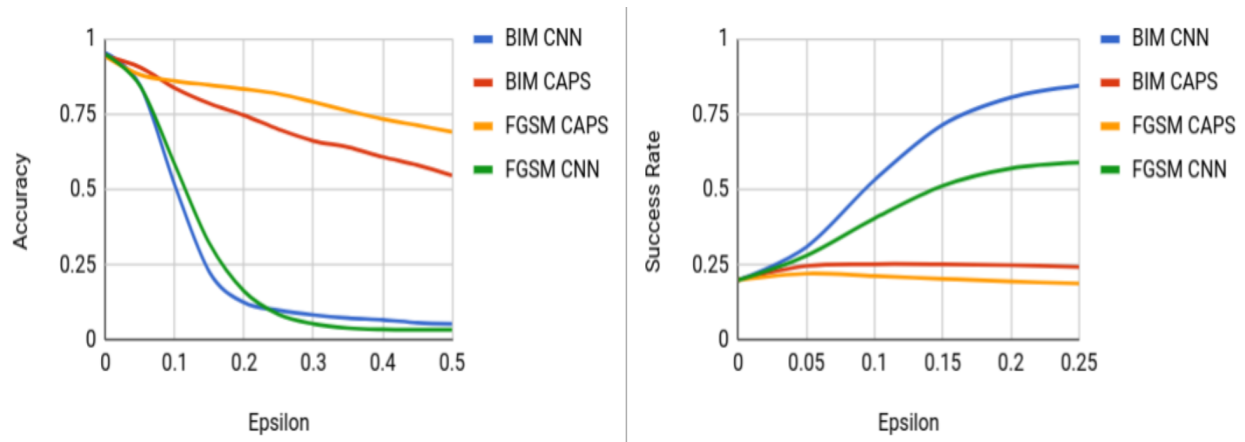 1
0.75
0.5
0.25
0
Accuracy
0 0.1 0.2 0.3 0.4 0.5
Epsilon
BIM CNN
BIM CAPS
FGSM CAPS
FGSM CNN
1
0.75
0.5
0.25
0
Success Rate
0 0.05 0.1 0.15 0.2 0.25
Epsilon
BIM CNN
BIM CAPS
FGSM CAPS
FGSM CNN